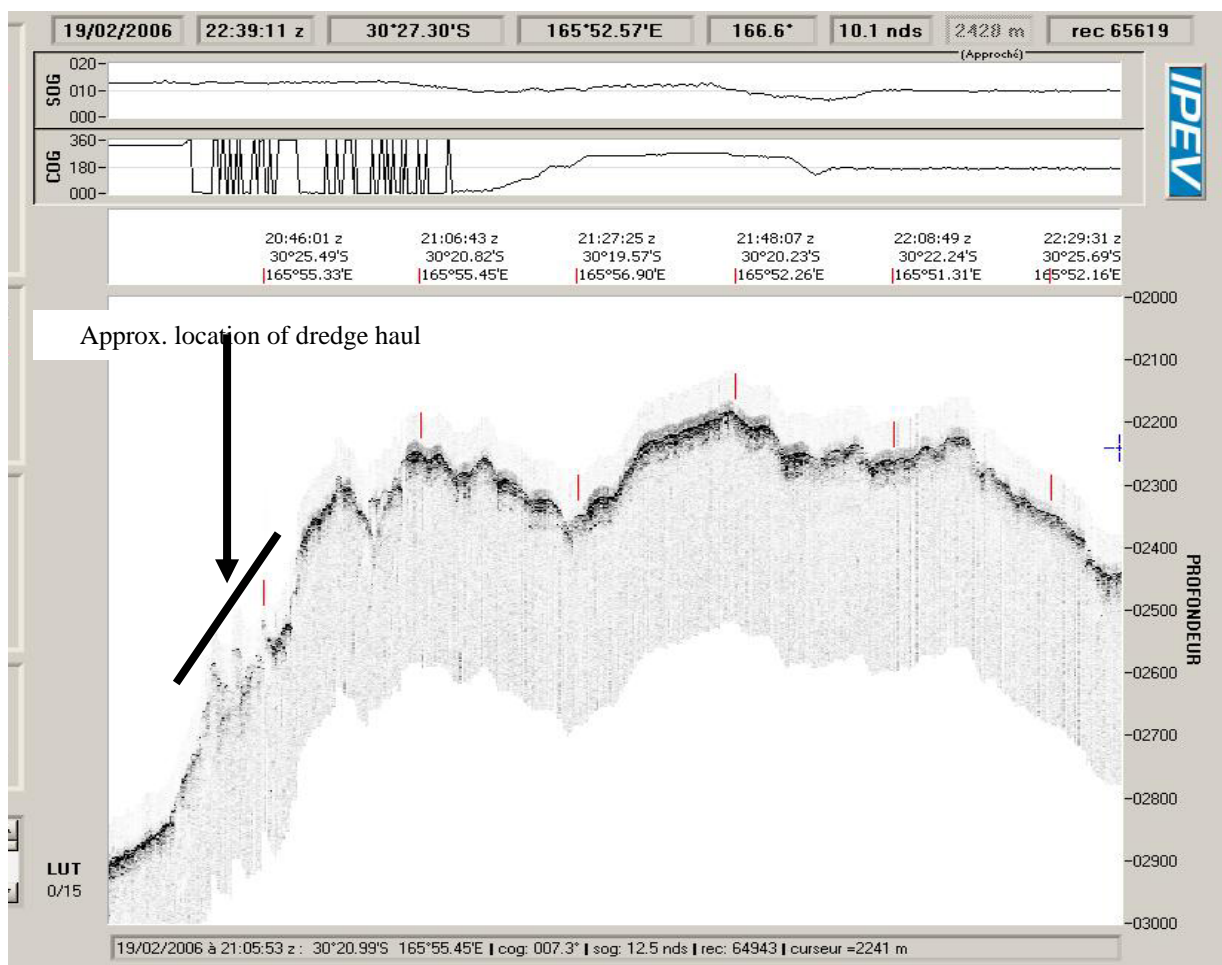 19/02/2006 22:39:11 z 30°27.30'S 165°52.57'E 166.6° 10.1 nds 2428 m rec 65619
(Approché)
SOG
020
010
000
COG
360
180
000
IPEV
20:46:01 z 21:06:43 z 21:27:25 z 21:48:07 z 22:08:49 z 22:29:31 z
30°25.49'S 30°20.82'S 30°19.57'S 30°20.23'S 30°22.24'S 30°25.69'S
165°55.33'E 165°55.45'E 165°56.90'E 165°52.26'E 165°51.31'E 165°52.16'E
Approx. location of dredge haul
-02000
-02100
-02200
-02300
-02400
-02500
-02600
-02700
-02800
-02900
-03000
PROFONDEUR
LUT
0/15
19/02/2006 à 21:05:53 z : 30°20.99'S 165°55.45'E | cog: 007.3° | sog: 12.5 nds | rec: 64943 | curseur =2241 m